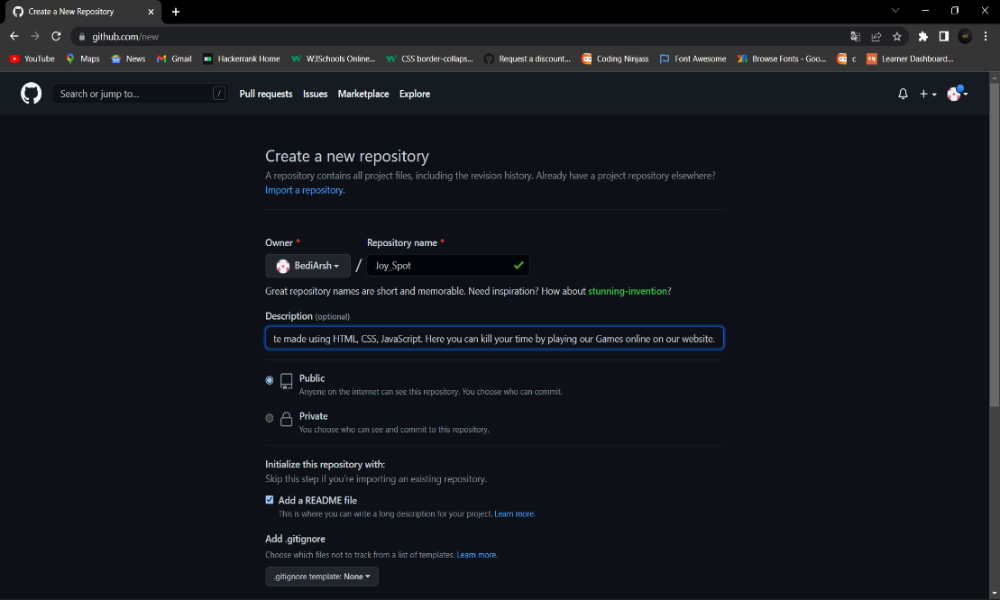 Create a New Repository
github.com/new
YouTube Maps News Gmail Hackerrank Home W3Schools Online... CSS border-collaps... Request a discount... Coding Ninjass Font Awesome Browse Fonts - Goo... c Learner Dashboard...
Search or jump to... / Pull requests Issues Marketplace Explore
Create a new repository
A repository contains all project files, including the revision history. Already have a project repository elsewhere?
Import a repository.
Owner * Repository name *
BediArsh / Joy_Spot
Great repository names are short and memorable. Need inspiration? How about stunning-invention?
Description (optional)
te made using HTML, CSS, JavaScript. Here you can kill your time by playing our Games online on our website.
Public
Anyone on the internet can see this repository. You choose who can commit.
Private
You choose who can see and commit to this repository.
Initialize this repository with:
Skip this step if you're importing an existing repository.
Add a README file
This is where you can write a long description for your project. Learn more.
Add .gitignore
Choose which files not to track from a list of templates. Learn more.
.gitignore template: None